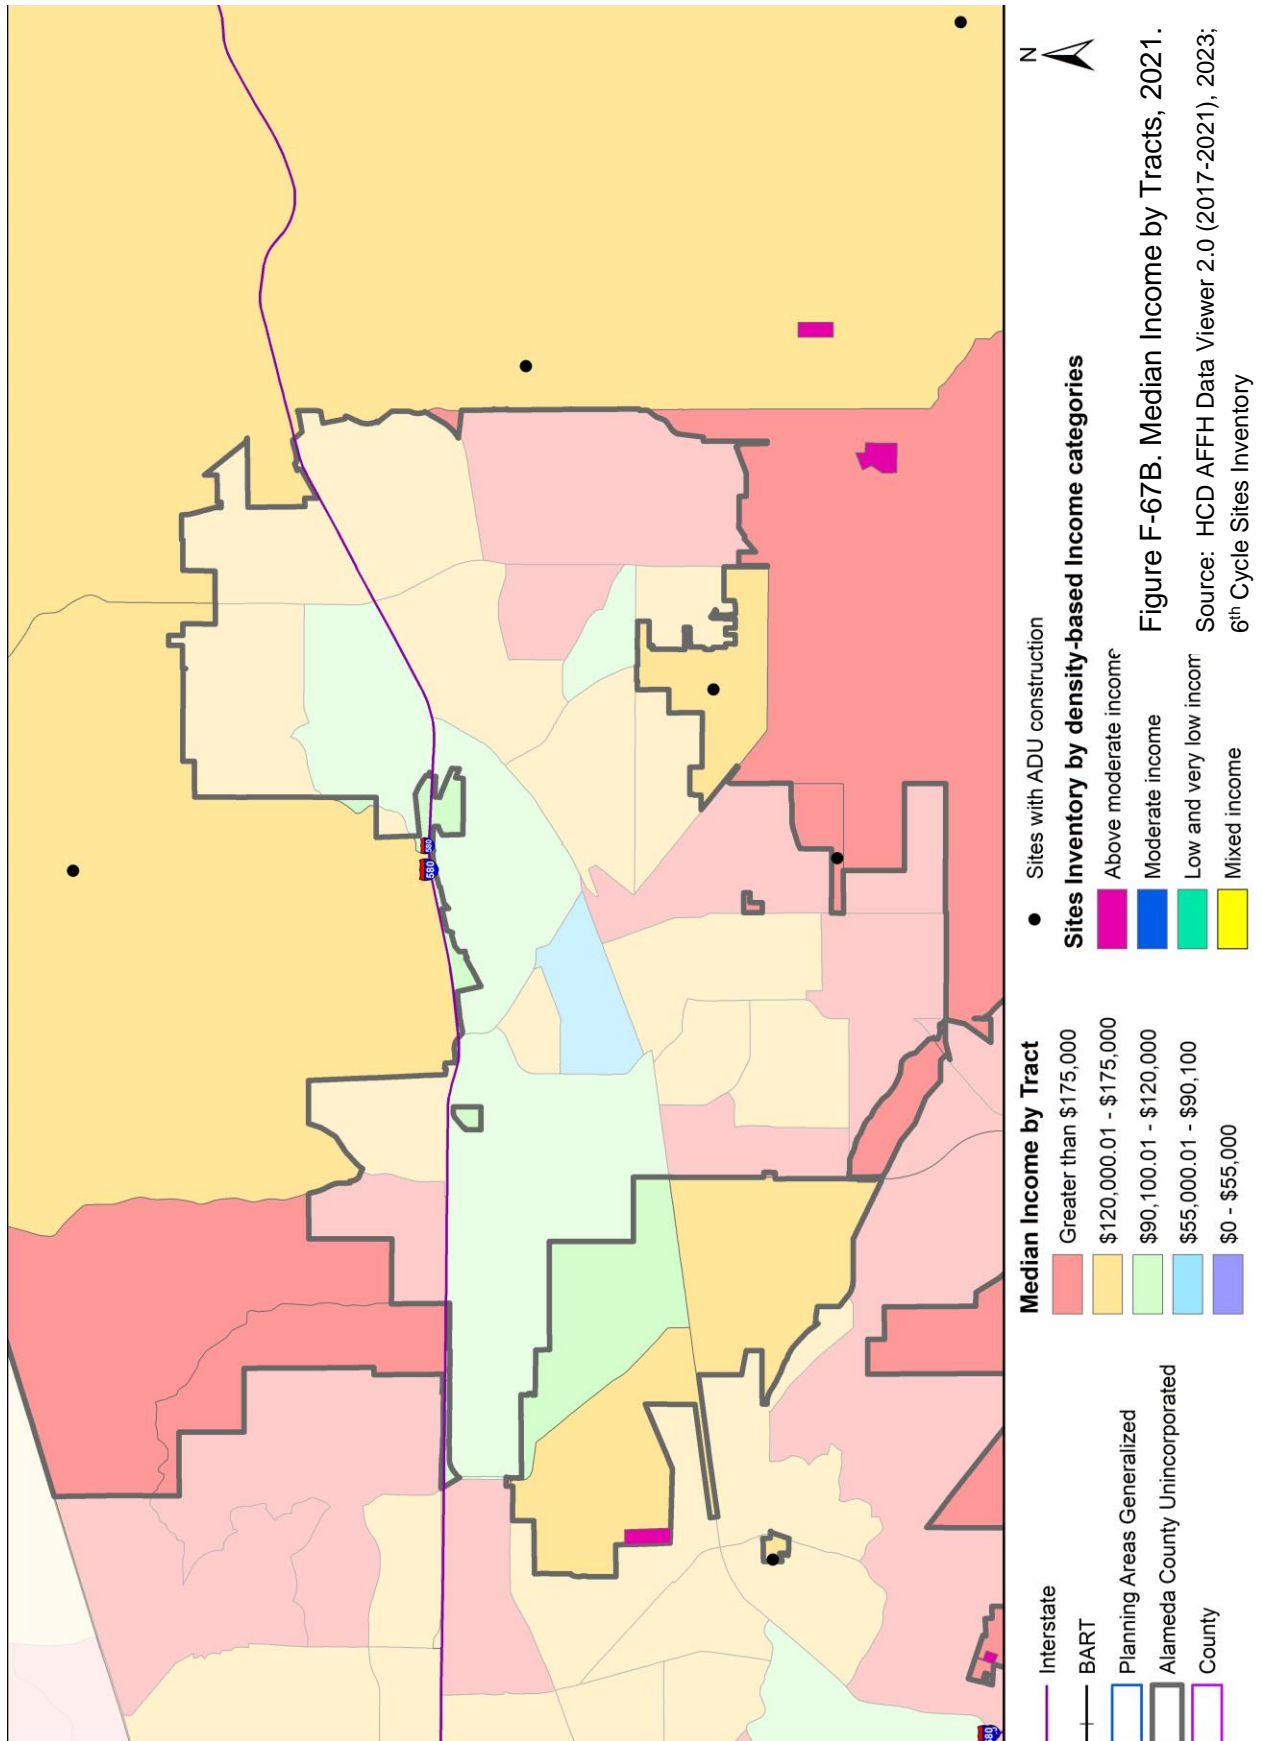 580
580
680
N
Interstate
BART
Planning Areas Generalized
Alameda County Unincorporated
County
Median Income by Tract
Greater than $175,000
$120,000.01 - $175,000
$90,100.01 - $120,000
$55,000.01 - $90,100
$0 - $55,000
Sites with ADU construction
Sites Inventory by density-based Income categories
Above moderate income
Moderate income
Low and very low incom
Mixed income
Figure F-67B. Median Income by Tracts, 2021.
Source: HCD AFFH Data Viewer 2.0 (2017-2021), 2023;
6th Cycle Sites Inventory